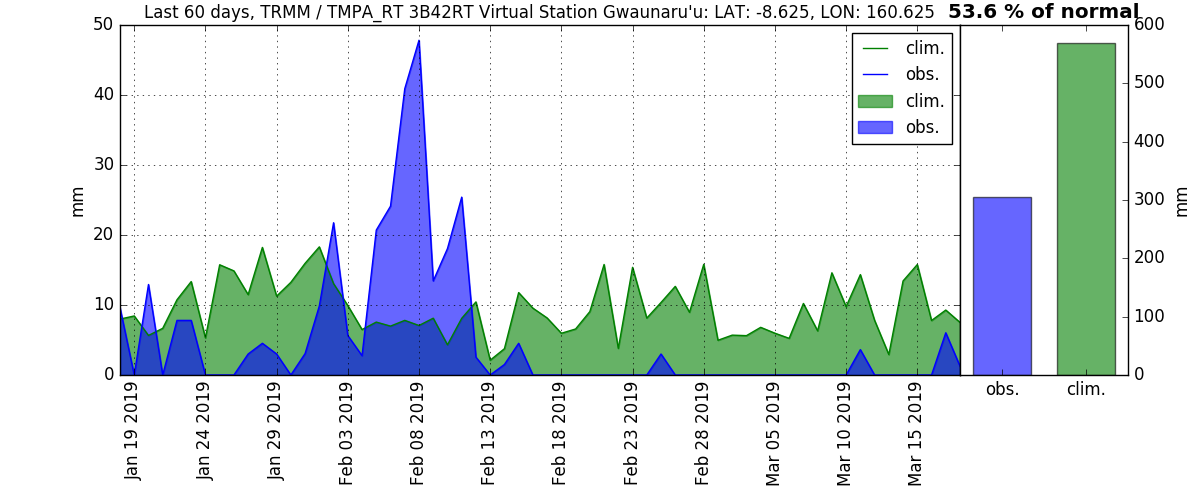 Last 60 days, TRMM / TMPA_RT 3B42RT Virtual Station Gwaunaru'u: LAT: -8.625, LON: 160.625
53.6 % of normal
50
40
30
20
10
0
mm
clim.
obs.
clim.
obs.
Jan 19 2019
Jan 24 2019
Jan 29 2019
Feb 03 2019
Feb 08 2019
Feb 13 2019
Feb 18 2019
Feb 23 2019
Feb 28 2019
Mar 05 2019
Mar 10 2019
Mar 15 2019
600
500
400
300
200
100
0
mm
obs.
clim.